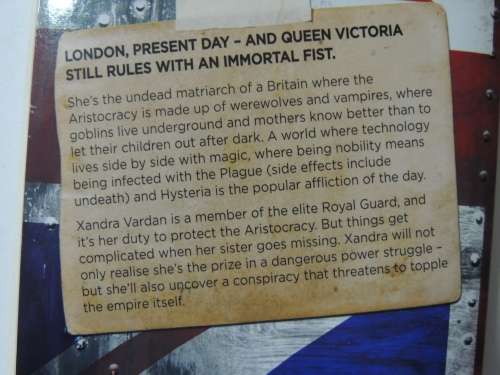 LONDON, PRESENT DAY – AND QUEEN VICTORIA
STILL RULES WITH AN IMMORTAL FIST.
She's the undead matriarch of a Britain where the
Aristocracy is made up of werewolves and vampires, where
goblins live underground and mothers know better than to
let their children out after dark. A world where technology
lives side by side with magic, where being nobility means
being infected with the Plague (side effects include
undeath) and Hysteria is the popular affliction of the day.
Xandra Vardan is a member of the elite Royal Guard, and
it's her duty to protect the Aristocracy. But things get
complicated when her sister goes missing. Xandra will not
only realise she's the prize in a dangerous power struggle –
but she'll also uncover a conspiracy that threatens to topple
the empire itself.